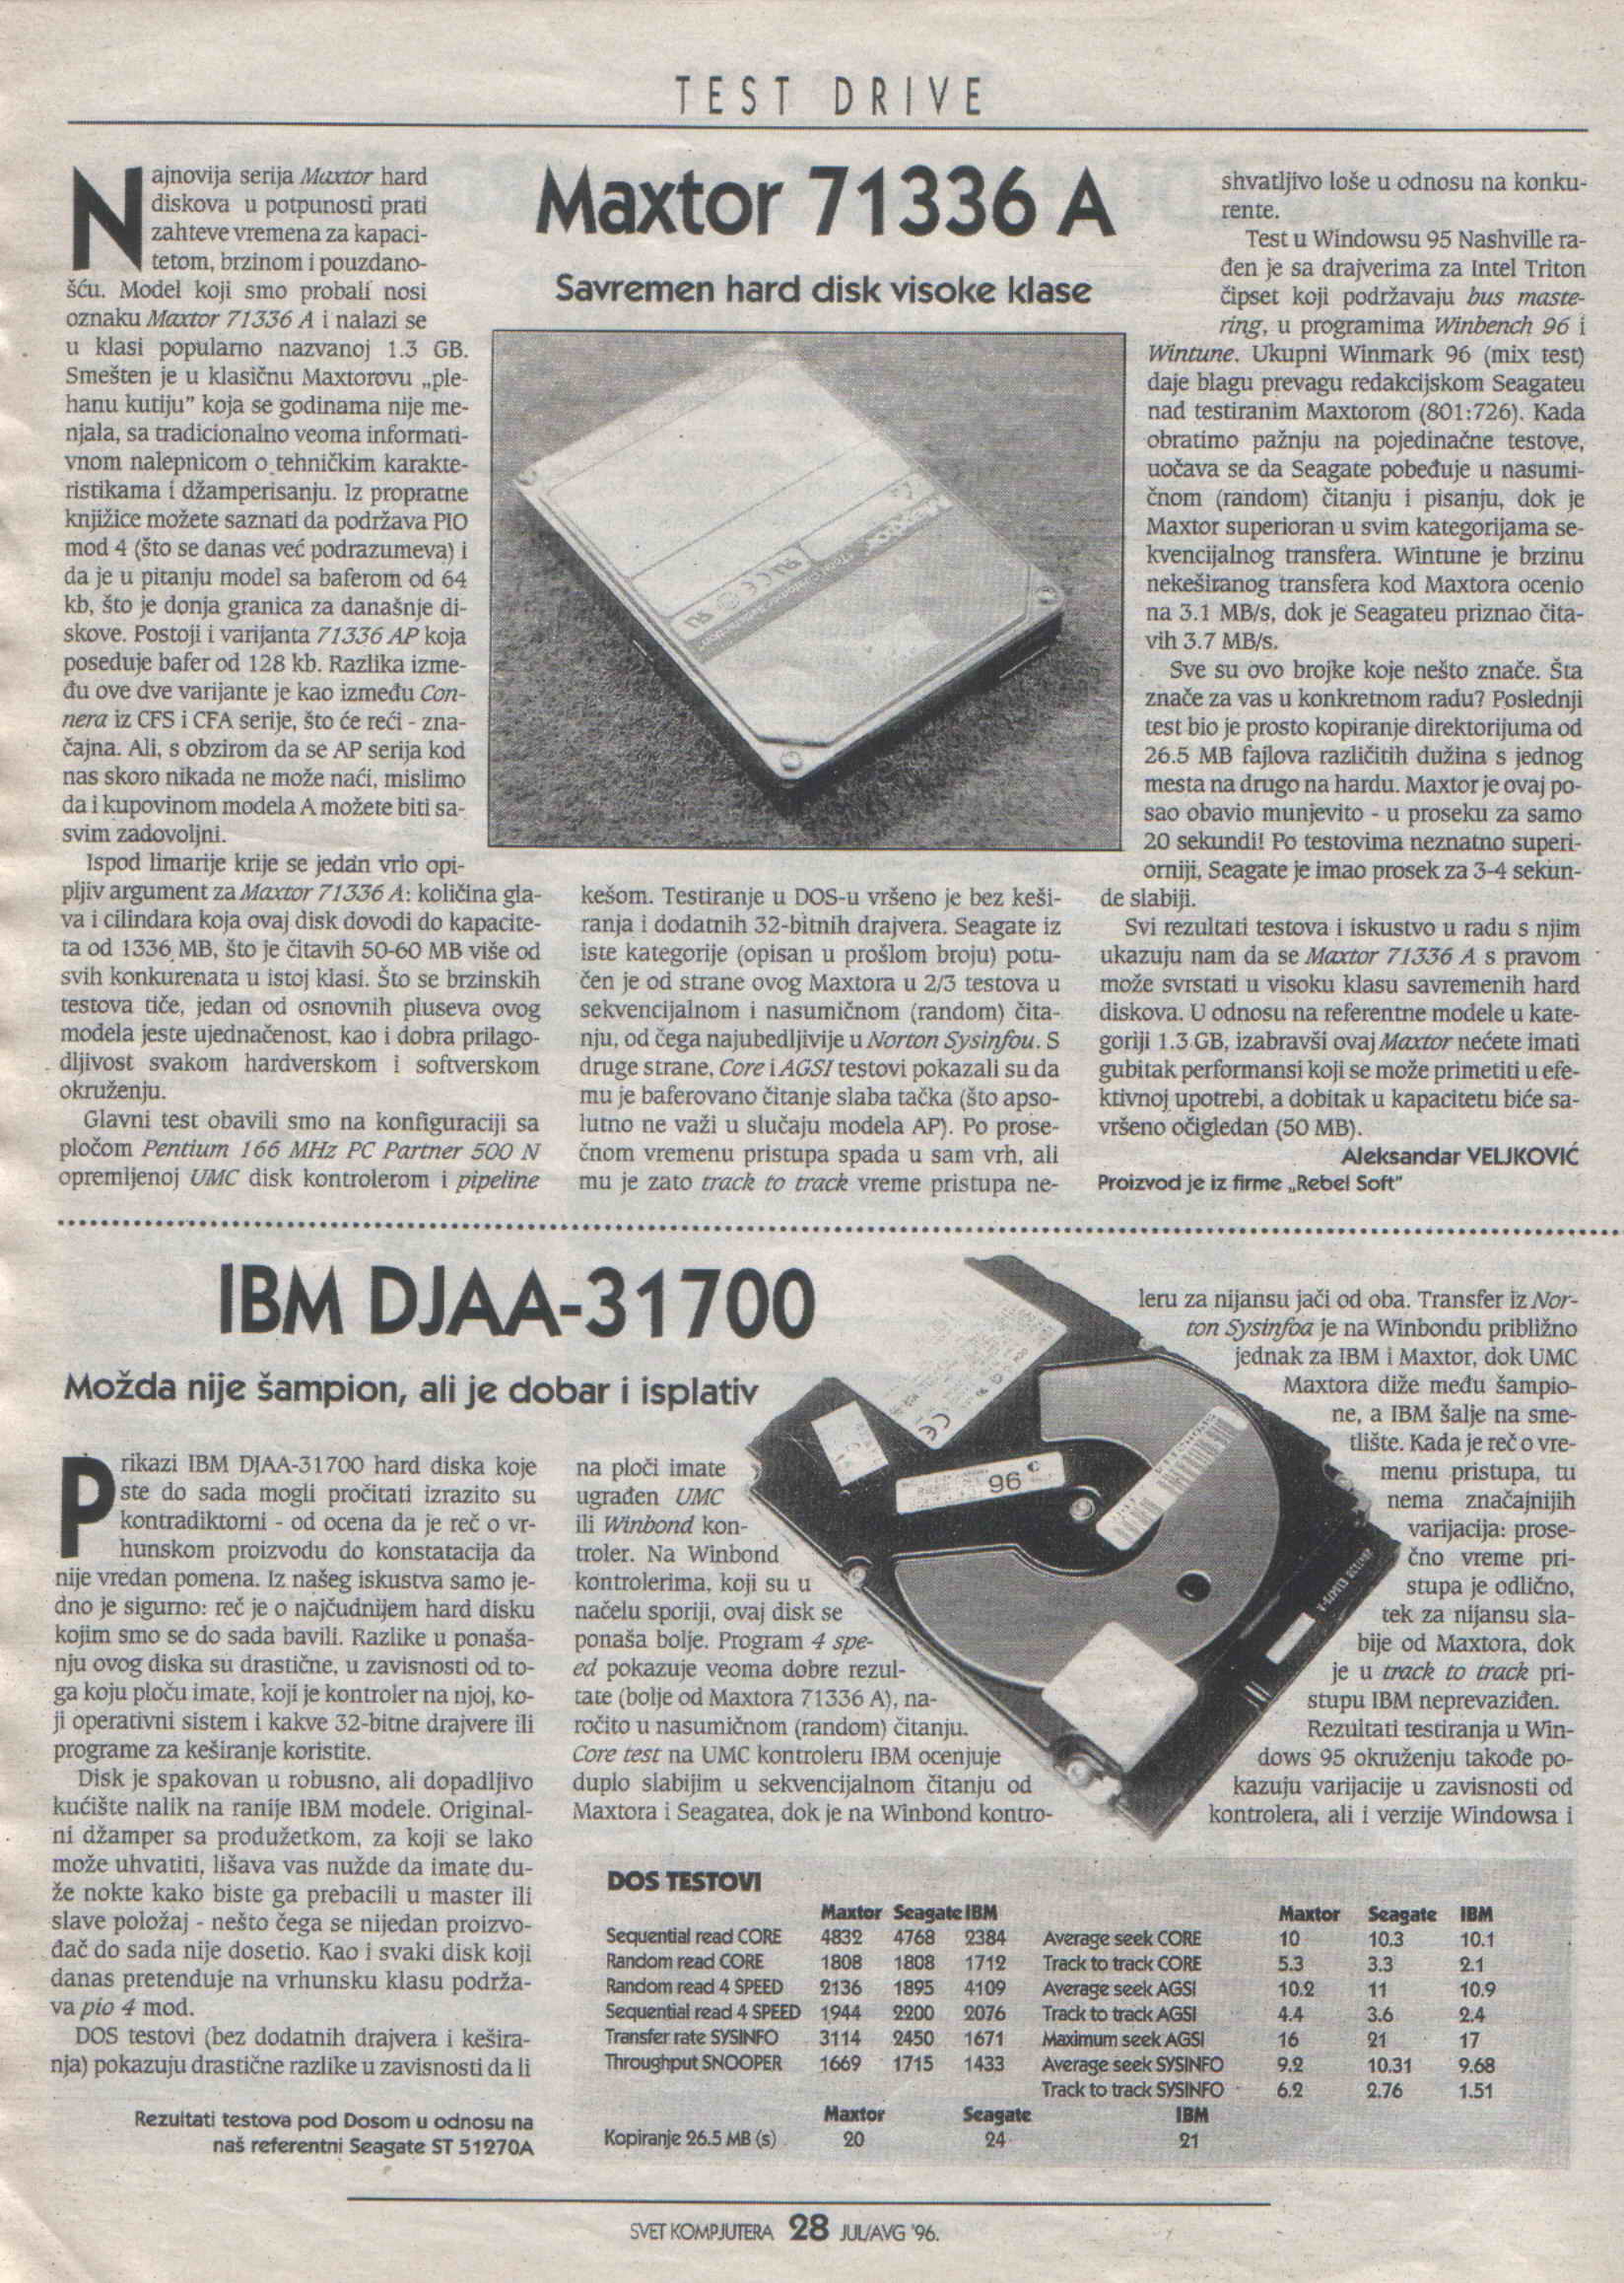 TEST DRIVE
Najnovija serija Maxtor hard
diskova u potpunosti prati
zahteve vremena za kapaci-
tetom, brzinom i pouzdano-
šću. Model koji smo probali nosi
oznaku Maxtor 71336 A i nalazi se
u klasi popularno nazvanoj 1.3 GB.
Smešten je u klasičnu Maxtorovu „ple-
hanu kutiju” koja se godinama nije me-
njala, sa tradicionalno veoma informati-
vnom nalepnicom o tehničkim karakte-
ristikama i džamperisanju. Iz propratne
knjižice možete saznati da podržava PIO
mod 4 (što se danas već podrazumeva) i
da je u pitanju model sa baferom od 64
kb, što je donja granica za današnje di-
skove. Postoji i varijanta 71336 AP koja
poseduje bafer od 128 kb. Razlika izme-
đu ove dve varijante je kao između Con-
nera iz CFS i CFA serije, što će reći - zna-
čajna. Ali, s obzirom da se AP serija kod
nas skoro nikada ne može naći, mislimo
da i kupovinom modela A možete biti sa-
svim zadovoljni.
Ispod limarije krije se jedan vrlo opi-
pljiv argument za Maxtor 71336 A: količina gla-
va i cilindara koja ovaj disk dovodi do kapacite-
ta od 1336 MB, što je čitavih 50-60 MB više od
svih konkurenata u istoj klasi. Što se brzinskih
testova tiče, jedan od osnovnih pluseva ovog
modela jeste ujednačenost, kao i dobra prilago-
dljivost svakom hardverskom i softverskom
okruženju.
Glavni test obavili smo na konfiguraciji sa
pločom Pentium 166 MHz PC Partner 500 N
opremljenoj UMC disk kontrolerom i pipeline
Maxtor 71336 A
Savremen hard disk visoke klase
kešom. Testiranje u DOS-u vršeno je bez keši-
ranja i dodatnih 32-bitnih drajvera. Seagate iz
iste kategorije (opisan u prošlom broju) potu-
čen je od strane ovog Maxtora u 2/3 testova u
sekvencijalnom i nasumičnom (random) čita-
nju, od čega najubedljivije u Norton Sysinfou. S
druge strane, Core i AGSI testovi pokazali su da
mu je baferovano čitanje slaba tačka (što apso-
lutno ne važi u slučaju modela AP). Po prose-
čnom vremenu pristupa spada u sam vrh, ali
mu je zato track to track vreme pristupa ne-
shvatljivo loše u odnosu na konku-
rente.
Test u Windowsu 95 Nashville ra-
đen je sa drajverima za Intel Triton
čipset koji podržavaju bus maste-
ring, u programima Winbench 96 i
Wintune. Ukupni Winmark 96 (mix test)
daje blagu prevagu redakcijskom Seagateu
nad testiranim Maxtorom (801:726). Kada
obratimo pažnju na pojedinačne testove,
uočava se da Seagate pobeđuje u nasumi-
čnom (random) čitanju i pisanju, dok je
Maxtor superioran u svim kategorijama se-
kvencijalnog transfera. Wintune je brzinu
nekeširanog transfera kod Maxtora ocenio
na 3.1 MB/s, dok je Seagateu priznao čita-
vih 3.7 MB/s.
Sve su ovo brojke koje nešto znače. Šta
znače za vas u konkretnom radu? Poslednji
test bio je prosto kopiranje direktorijuma od
26.5 MB fajlova različitih dužina s jednog
mesta na drugo na hardu. Maxtor je ovaj po-
sao obavio munjevito - u proseku za samo
20 sekundi! Po testovima neznatno superi-
orniji, Seagate je imao prosek za 3-4 sekun-
de slabiji.
Svi rezultati testova i iskustvo u radu s njim
ukazuju nam da se Maxtor 71336 A s pravom
može svrstati u visoku klasu savremenih hard
diskova. U odnosu na referentne modele u kate-
goriji 1.3 GB, izabravši ovaj Maxtor nećete imati
gubitak performansi koji se može primetiti u efe-
ktivnoj upotrebi, a dobitak u kapacitetu biće sa-
vršeno očigledan (50 MB).
Aleksandar VELJKOVIĆ
Proizvod je iz firme „Rebel Soft”
IBM DJAA-31700
Možda nije šampion, ali je dobar i isplativ
Prikazi IBM DJAA-31700 hard diska koje
ste do sada mogli pročitati izrazito su
kontradiktorni - od ocena da je reč o vr-
hunskom proizvodu do konstatacija da
nije vredan pomena. Iz našeg iskustva samo je-
dno je sigurno: reč je o najčudnijem hard disku
kojim smo se do sada bavili. Razlike u ponaša-
nju ovog diska su drastične, u zavisnosti od to-
ga koju ploču imate, koji je kontroler na njoj, ko-
ji operativni sistem i kakve 32-bitne drajvere ili
programe za keširanje koristite.
Disk je spakovan u robusno, ali dopadljivo
kućište nalik na ranije IBM modele. Original-
ni džamper sa produžetkom, za koji se lako
može uhvatiti, lišava vas nužde da imate du-
že nokte kako biste ga prebacili u master ili
slave položaj - nešto čega se nijedan proizvo-
đač do sada nije dosetio. Kao i svaki disk koji
danas pretenduje na vrhunsku klasu podrža-
va pio 4 mod.
DOS testovi (bez dodatnih drajvera i kešira-
nja) pokazuju drastične razlike u zavisnosti da li
Rezultati testova pod Dosom u odnosu na
naš referentni Seagate ST 51270A
na ploči imate
ugrađen UMC
ili Winbond kon-
troler. Na Winbond
kontrolerima, koji su u
načelu sporiji, ovaj disk se
ponaša bolje. Program 4 spe-
ed pokazuje veoma dobre rezul-
tate (bolje od Maxtora 71336 A), na-
ročito u nasumičnom (random) čitanju.
Core test na UMC kontroleru IBM ocenjuje
duplo slabijim u sekvencijalnom čitanju od
Maxtora i Seagatea, dok je na Winbond kontro-
96
leru za nijansu jači od oba. Transfer iz Nor-
ton Sysinfoa je na Winbondu približno
jednak za IBM i Maxtor, dok UMC
Maxtora diže među šampio-
ne, a IBM šalje na sme-
tlište. Kada je reč o vre-
menu pristupa, tu
nema značajnijih
varijacija: prose-
čno vreme pri-
stupa je odlično,
tek za nijansu sla-
bije od Maxtora, dok
je u track to track pri-
stupu IBM neprevaziđen.
Rezultati testiranja u Win-
dows 95 okruženju takođe po-
kazuju varijacije u zavisnosti od
kontrolera, ali i verzije Windowsa i
DOS TESTOVI
Maxtor Seagate IBM
Sequential read CORE 4832 4768 2384
Random read CORE 1808 1808 1712
Random read 4 SPEED 2136 1895 4109
Sequential read 4 SPEED 1944 2200 2076
Transfer rate SYSINFO 3114 2450 1671
Throughput SNOOPER 1669 1715 1433
Maxtor Seagate IBM
Average seek CORE 10 10.3 10.1
Track to track CORE 5.3 3.3 2.1
Average seek AGSI 10.2 11 10.9
Track to track AGSI 4.4 3.6 2.4
Maximum seek AGSI 16 21 17
Average seek SYSINFO 9.2 10.31 9.68
Track to track SYSINFO 6.2 2.76 1.51
Maxtor Seagate IBM
Kopiranje 26.5 MB (s) 20 24 21
SVET KOMPJUTERA 28 JUL/AVG '96.